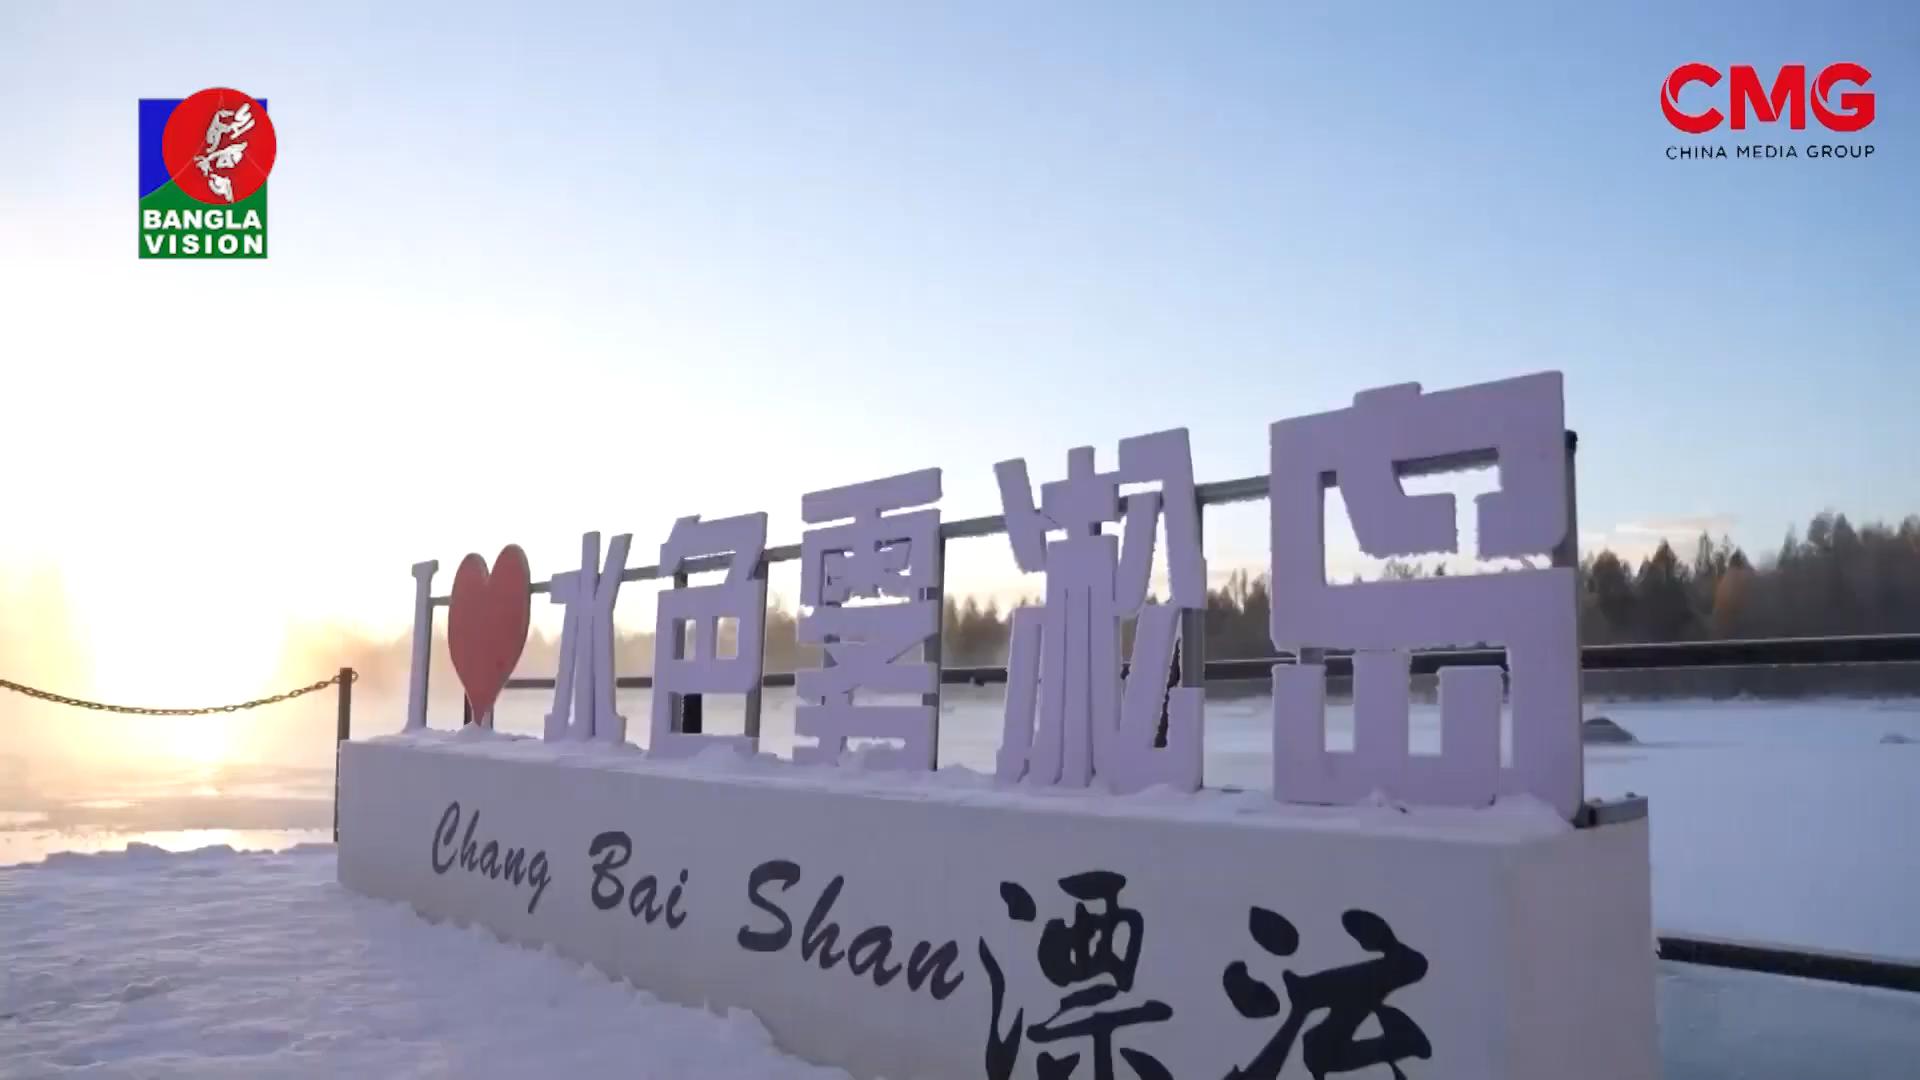 BANGLA
VISION
CMG
CHINA MEDIA GROUP
I ♥ 水色雾凇岛
Chang Bai Shan 漂流